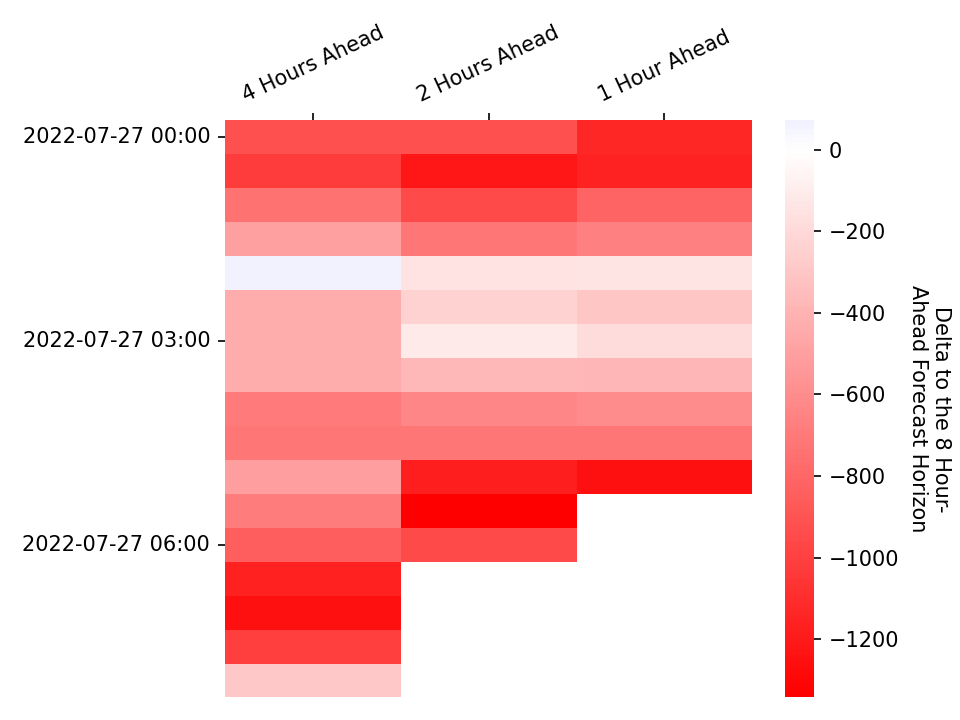 4 Hours Ahead
2 Hours Ahead
1 Hour Ahead
2022-07-27 00:00
2022-07-27 03:00
2022-07-27 06:00
0
−200
−400
−600
−800
−1000
−1200
Delta to the 8 Hour-
Ahead Forecast Horizon